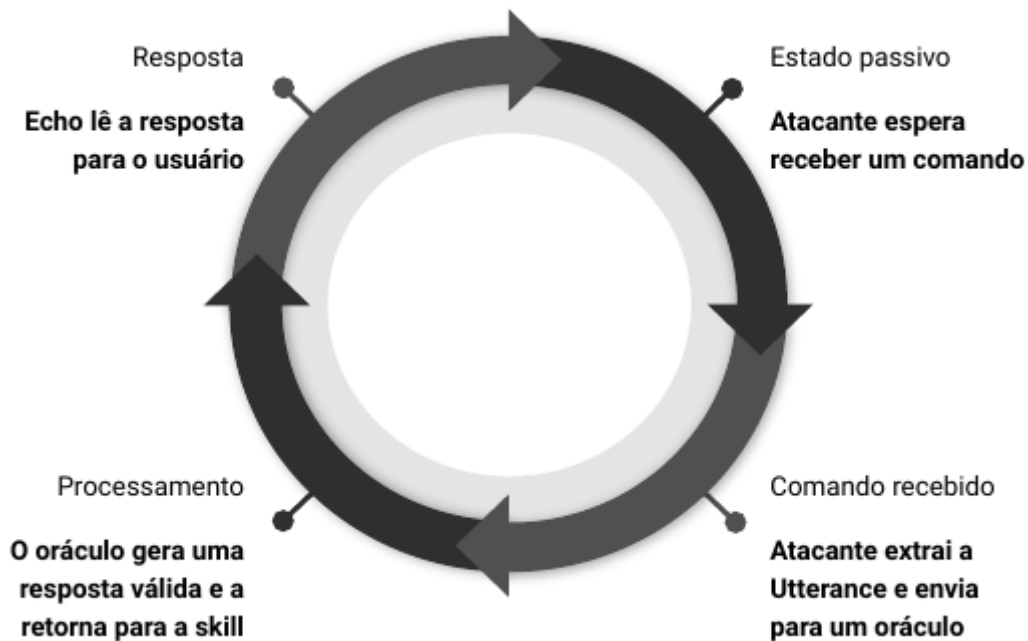 Resposta
Echo lê a resposta
para o usuário
Estado passivo
Atacante espera
receber um comando
Processamento
O oráculo gera uma
resposta válida e a
retorna para a skill
Comando recebido
Atacante extrai a
Utterance e envia
para um oráculo